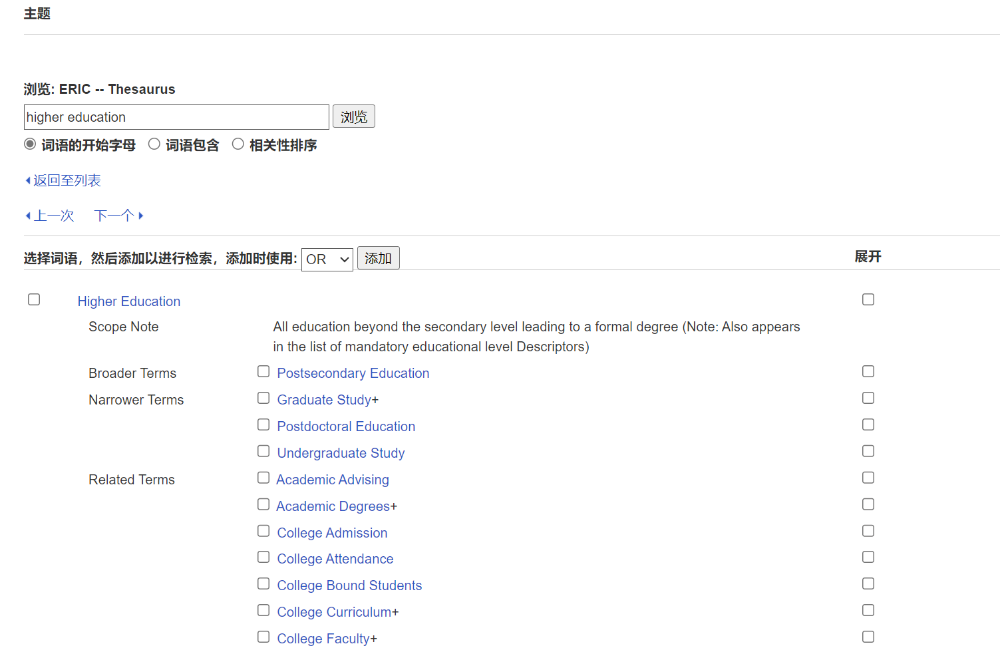 主题
浏览: ERIC -- Thesaurus
higher education 浏览
词语的开始字母 词语包含 相关性排序
返回至列表
上一次 下一个
选择词语，然后添加以进行检索，添加时使用: OR 添加 展开
Higher Education
Scope Note All education beyond the secondary level leading to a formal degree (Note: Also appears
in the list of mandatory educational level Descriptors)
Broader Terms Postsecondary Education
Narrower Terms Graduate Study+
Postdoctoral Education
Undergraduate Study
Related Terms Academic Advising
Academic Degrees+
College Admission
College Attendance
College Bound Students
College Curriculum+
College Faculty+